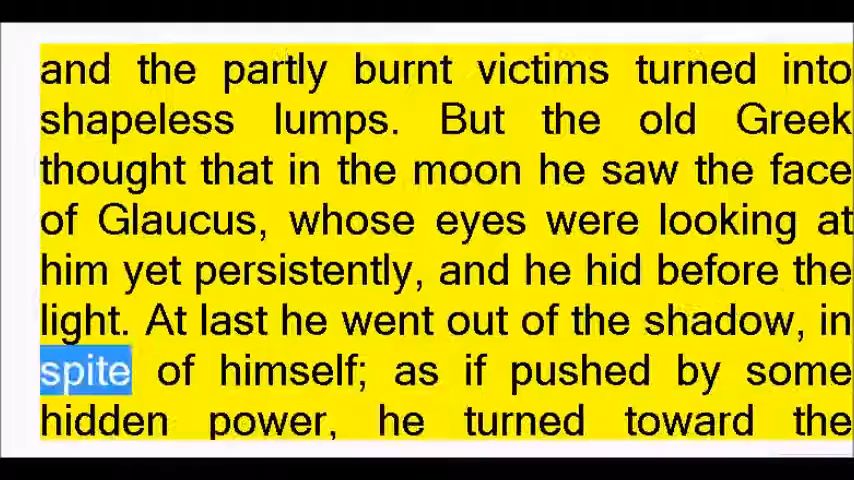 and the partly burnt victims turned into
shapeless lumps. But the old Greek
thought that in the moon he saw the face
of Glaucus, whose eyes were looking at
him yet persistently, and he hid before the
light. At last he went out of the shadow, in
spite of himself; as if pushed by some
hidden power, he turned toward the